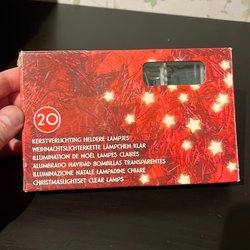 20
KERSTVERLICHTING HELDERE LAMPJES
WEIHNACHTSLICHTERKETTE LÄMPCHEN KLAR
ILLUMINATION DE NOËL LAMPES CLAIRES
ALUMBRADO NAVIDAD BOMBILLAS TRANSPARENTES
ILLUMINAZIONE NATALE LAMPADINE CHIARE
CHRISTMASLIGHTSET CLEAR LAMPS